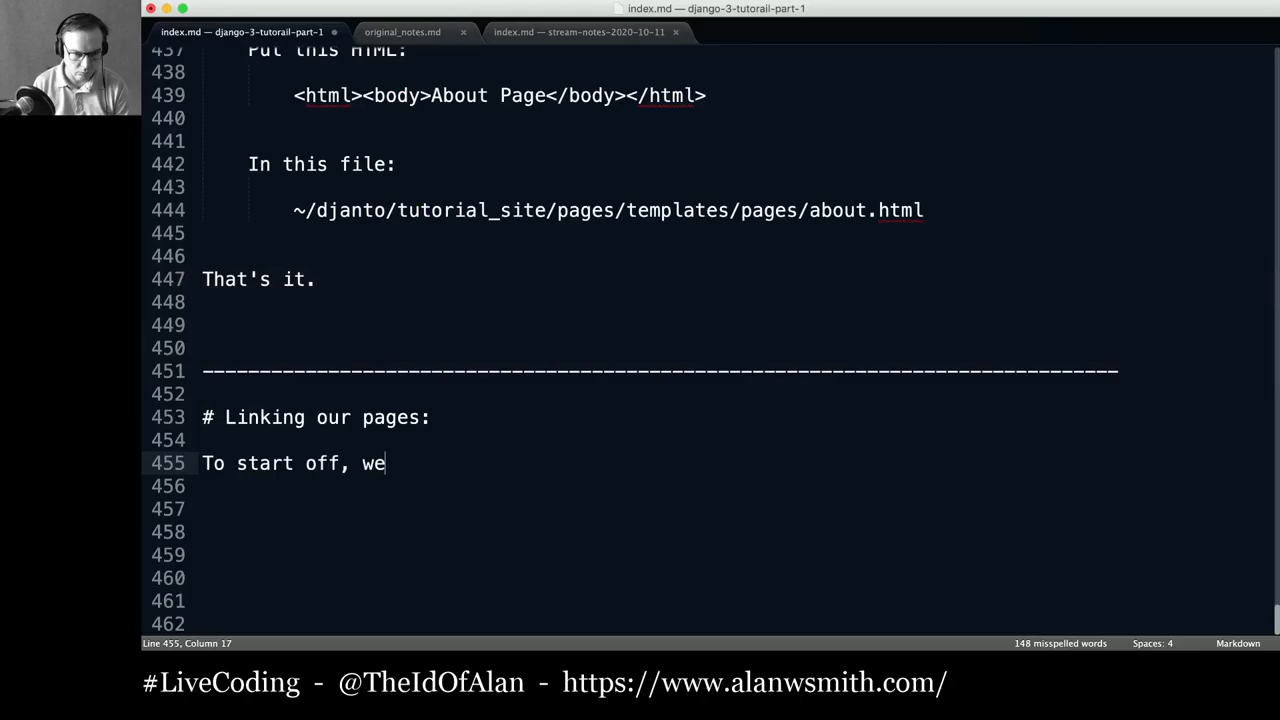 index.md — django-3-tutorail-part-1
index.md — django-3-tutorail-part-1
original_notes.md
index.md — stream-notes-2020-10-11
437 Put this HTML:
438
439 <html><body>About Page</body></html>
440
441
442 In this file:
443
444 ~/djanto/tutorial_site/pages/templates/pages/about.html
445
446
447 That's it.
448
449
450
451 --------------------------------------------------------------------------------
452
453 # Linking our pages:
454
455 To start off, we
456
457
458
459
460
461
462
Line 455, Column 17
148 misspelled words
Spaces: 4
Markdown
#LiveCoding - @TheIdOfAlan - https://www.alanwsmith.com/